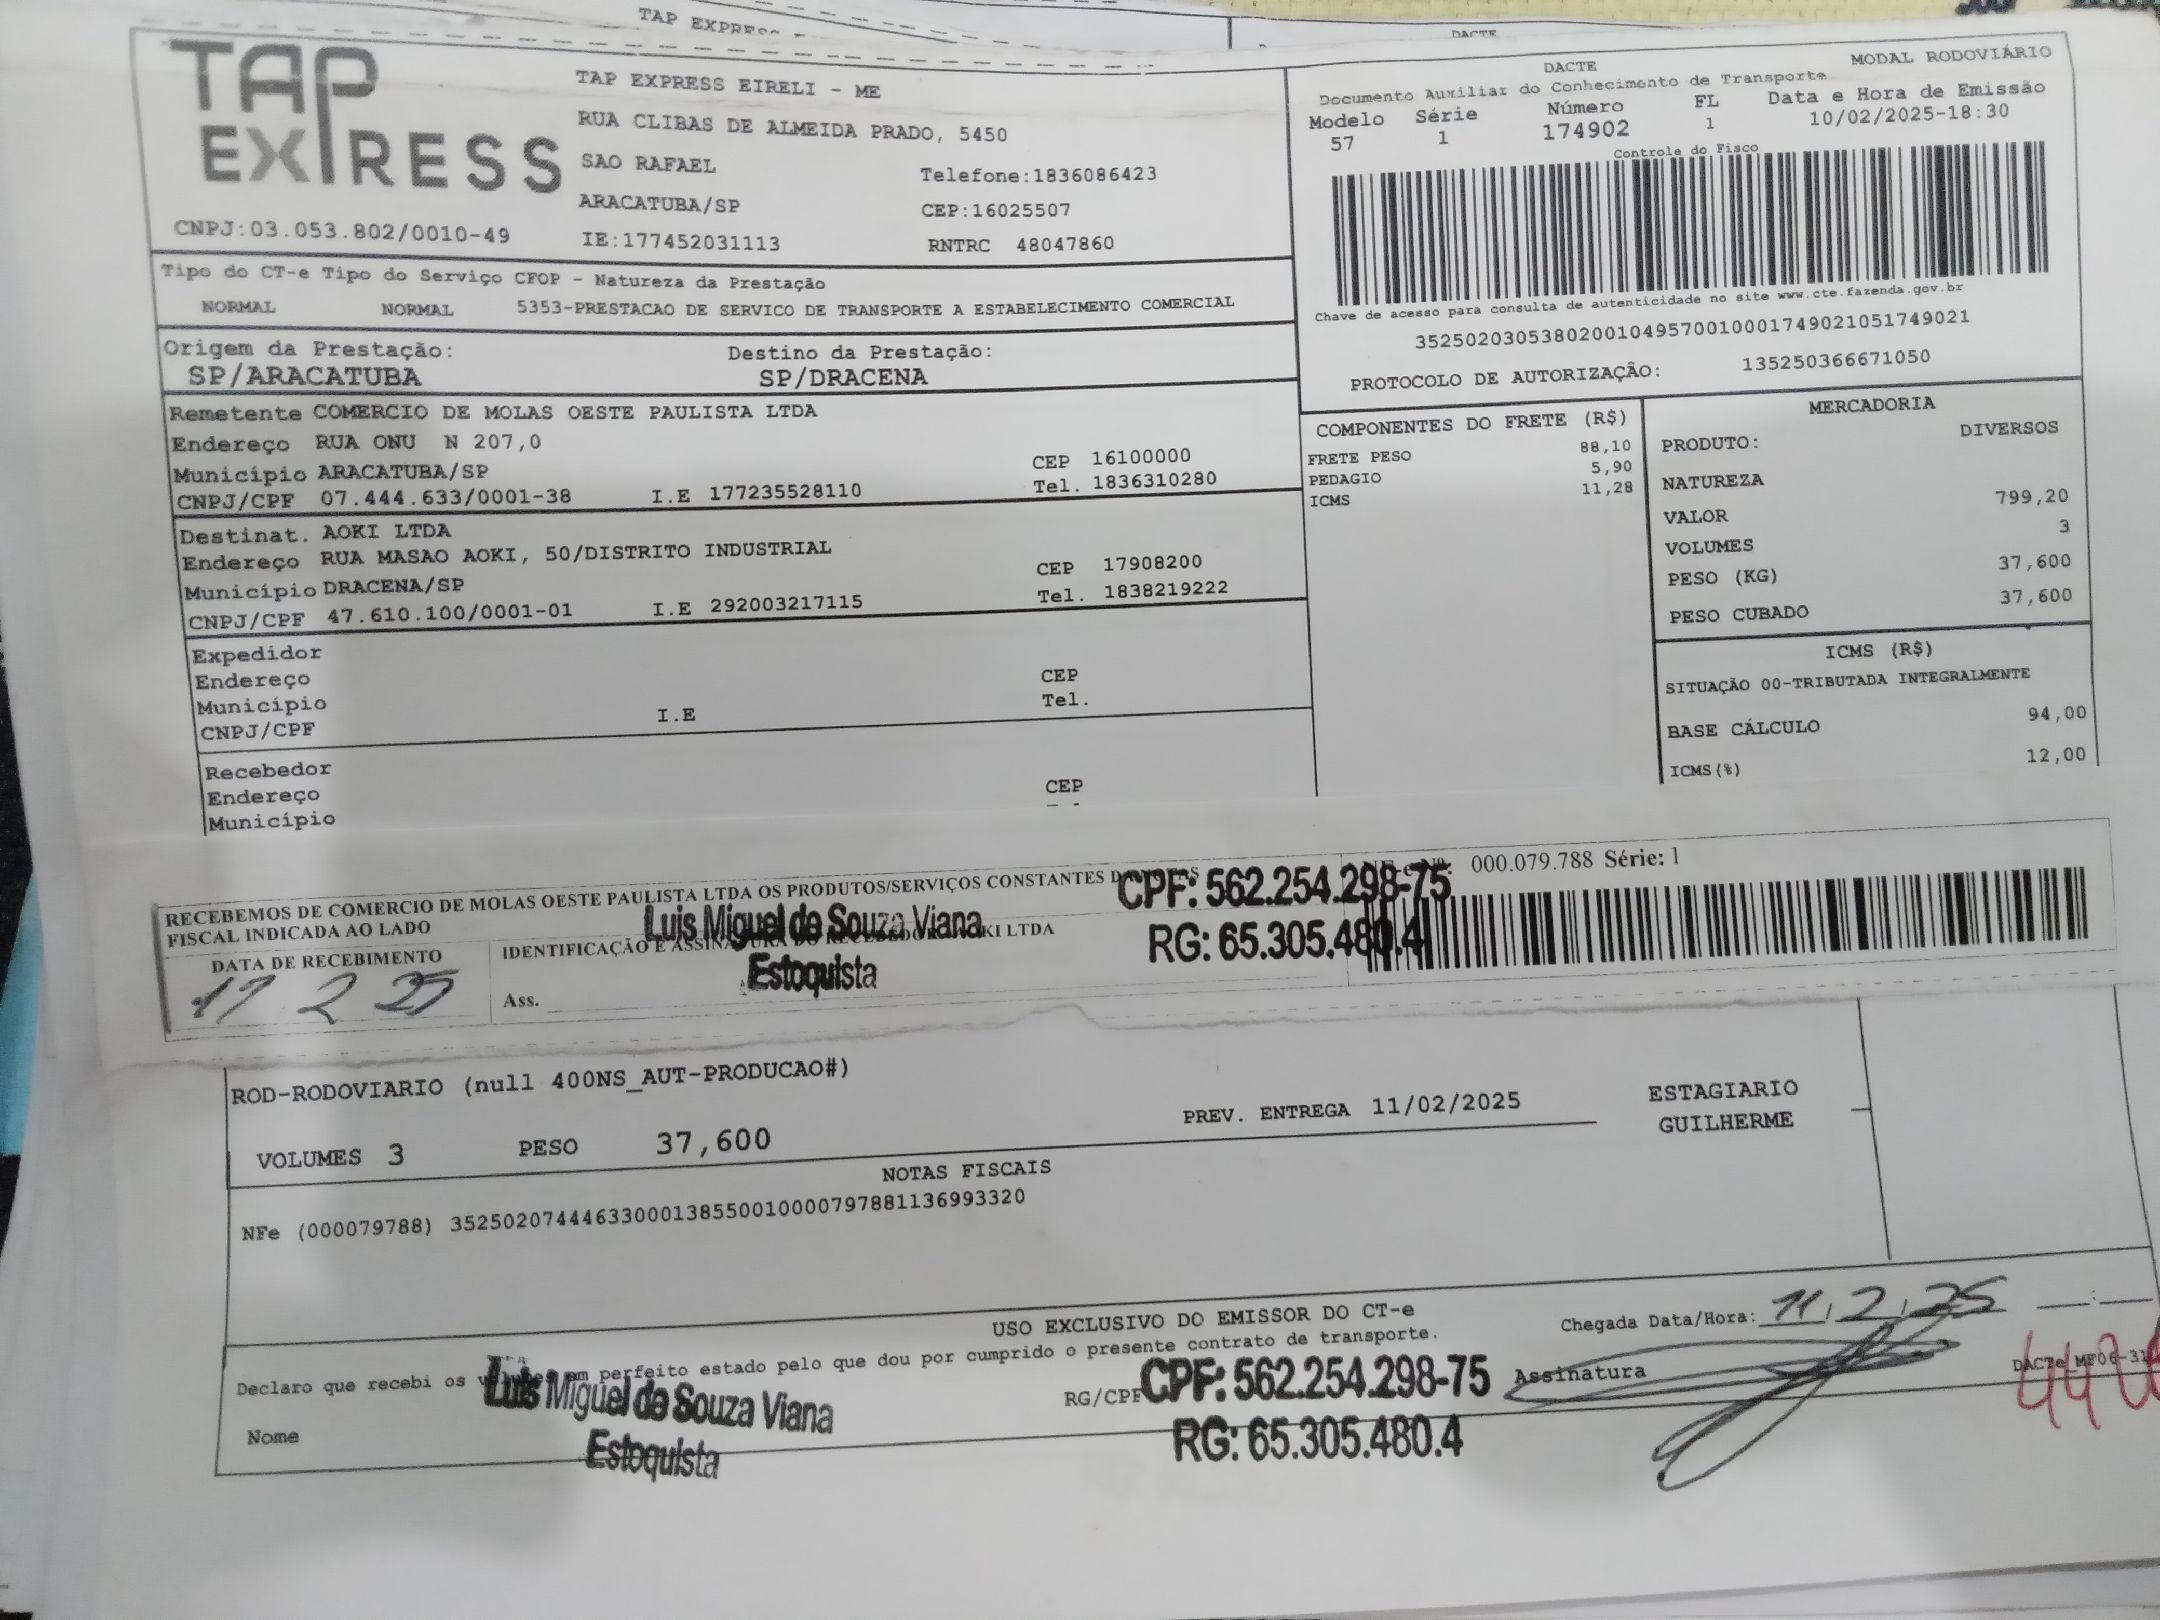 TAP EXPRESS
DACTE
TAP EXPRESS
TAP EXPRESS EIRELI - ME
RUA CLIBAS DE ALMEIDA PRADO, 5450
SAO RAFAEL Telefone:1836086423
ARACATUBA/SP CEP:16025507
CNPJ:03.053.802/0010-49 IE:177452031113 RNTRC 48047860
DACTE MODAL RODOVIÁRIO
Documento Auxiliar do Conhecimento de Transporte
Modelo Série Número FL Data e Hora de Emissão
57 1 174902 1 10/02/2025-18:30
Controle do Fisco
Chave de acesso para consulta de autenticidade no site www.cte.fazenda.gov.br
35250203053802001049570010001749021051749021
PROTOCOLO DE AUTORIZAÇÃO: 135250366671050
Tipo do CT-e Tipo do Serviço CFOP - Natureza da Prestação
NORMAL NORMAL 5353-PRESTACAO DE SERVICO DE TRANSPORTE A ESTABELECIMENTO COMERCIAL
Origem da Prestação: Destino da Prestação:
SP/ARACATUBA SP/DRACENA
Remetente COMERCIO DE MOLAS OESTE PAULISTA LTDA
Endereço RUA ONU N 207,0
Município ARACATUBA/SP CEP 16100000
CNPJ/CPF 07.444.633/0001-38 I.E 177235528110 Tel. 1836310280
Destinat. AOKI LTDA
Endereço RUA MASAO AOKI, 50/DISTRITO INDUSTRIAL
Município DRACENA/SP CEP 17908200
CNPJ/CPF 47.610.100/0001-01 I.E 292003217115 Tel. 1838219222
Expedidor
Endereço CEP
Município Tel.
CNPJ/CPF I.E
Recebedor
Endereço CEP
Município
COMPONENTES DO FRETE (R$)
FRETE PESO 88,10
PEDAGIO 5,90
ICMS 11,28
MERCADORIA
PRODUTO: DIVERSOS
NATUREZA
VALOR 799,20
VOLUMES 3
PESO (KG) 37,600
PESO CUBADO 37,600
ICMS (R$)
SITUAÇÃO 00-TRIBUTADA INTEGRALMENTE
BASE CÁLCULO 94,00
ICMS(%) 12,00
RECEBEMOS DE COMERCIO DE MOLAS OESTE PAULISTA LTDA OS PRODUTOS/SERVIÇOS CONSTANTES
FISCAL INDICADA AO LADO
000.079.788 Série: 1
CPF: 562.254.298-75
RG: 65.305.480.4
Luis Miguel de Souza Viana
Estoquista
DATA DE RECEBIMENTO IDENTIFICAÇÃO E ASSINATURA DO RECEBEDOR AOKI LTDA
11 2 25
Ass.
ROD-RODOVIARIO (null 400NS_AUT-PRODUCAO#)
VOLUMES 3 PESO 37,600 PREV. ENTREGA 11/02/2025
ESTAGIARIO
GUILHERME
NOTAS FISCAIS
NFe (000079788) 35250207444633000138550010000797881136993320
USO EXCLUSIVO DO EMISSOR DO CT-e
Declaro que recebi os volumes em perfeito estado pelo que dou por cumprido o presente contrato de transporte.
Chegada Data/Hora: 11, 2, 25
Luis Miguel de Souza Viana
Estoquista
Nome
RG/CPF CPF: 562.254.298-75
RG: 65.305.480.4
Assinatura